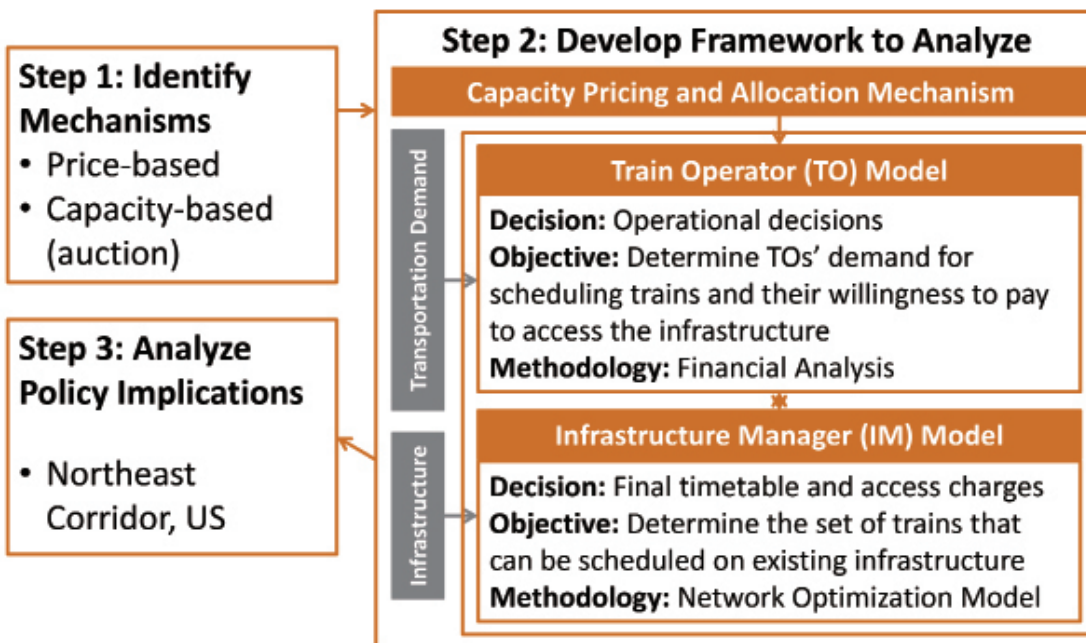 Step 1: Identify
Mechanisms
• Price-based
• Capacity-based
(auction)
Step 2: Develop Framework to Analyze
Capacity Pricing and Allocation Mechanism
Transportation Demand
Train Operator (TO) Model
Decision: Operational decisions
Objective: Determine TOs’ demand for
scheduling trains and their willingness to pay
to access the infrastructure
Methodology: Financial Analysis
Infrastructure
Infrastructure Manager (IM) Model
Decision: Final timetable and access charges
Objective: Determine the set of trains that
can be scheduled on existing infrastructure
Methodology: Network Optimization Model
Step 3: Analyze
Policy Implications
• Northeast
Corridor, US